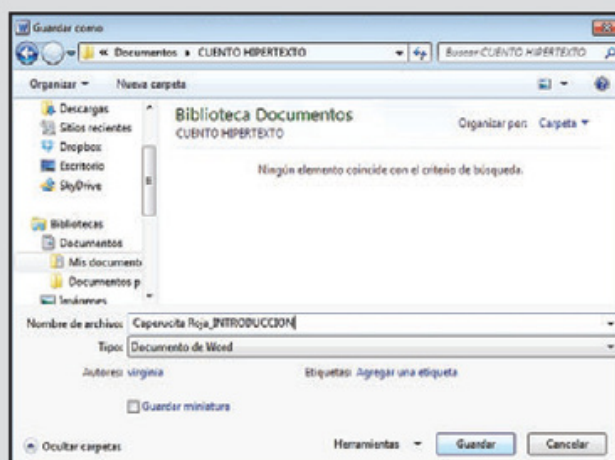 Guardar como
« Documentos ▸ CUENTO HIPERTEXTO
Buscar CUENTO HIPERTEXTO
Organizar
Nueva carpeta
Descargas
Sitios recientes
Dropbox
Escritorio
SkyDrive
Bibliotecas
Documentos
Mis document
Documentos p
Imágenes
Biblioteca Documentos
CUENTO HIPERTEXTO
Organizar por: Carpeta
Ningún elemento coincide con el criterio de búsqueda.
Nombre de archivo: Caperucita Roja_INTRODUCCION
Tipo: Documento de Word
Autores: virginia
Etiquetas: Agregar una etiqueta
Guardar miniatura
Ocultar carpetas
Herramientas
Guardar
Cancelar